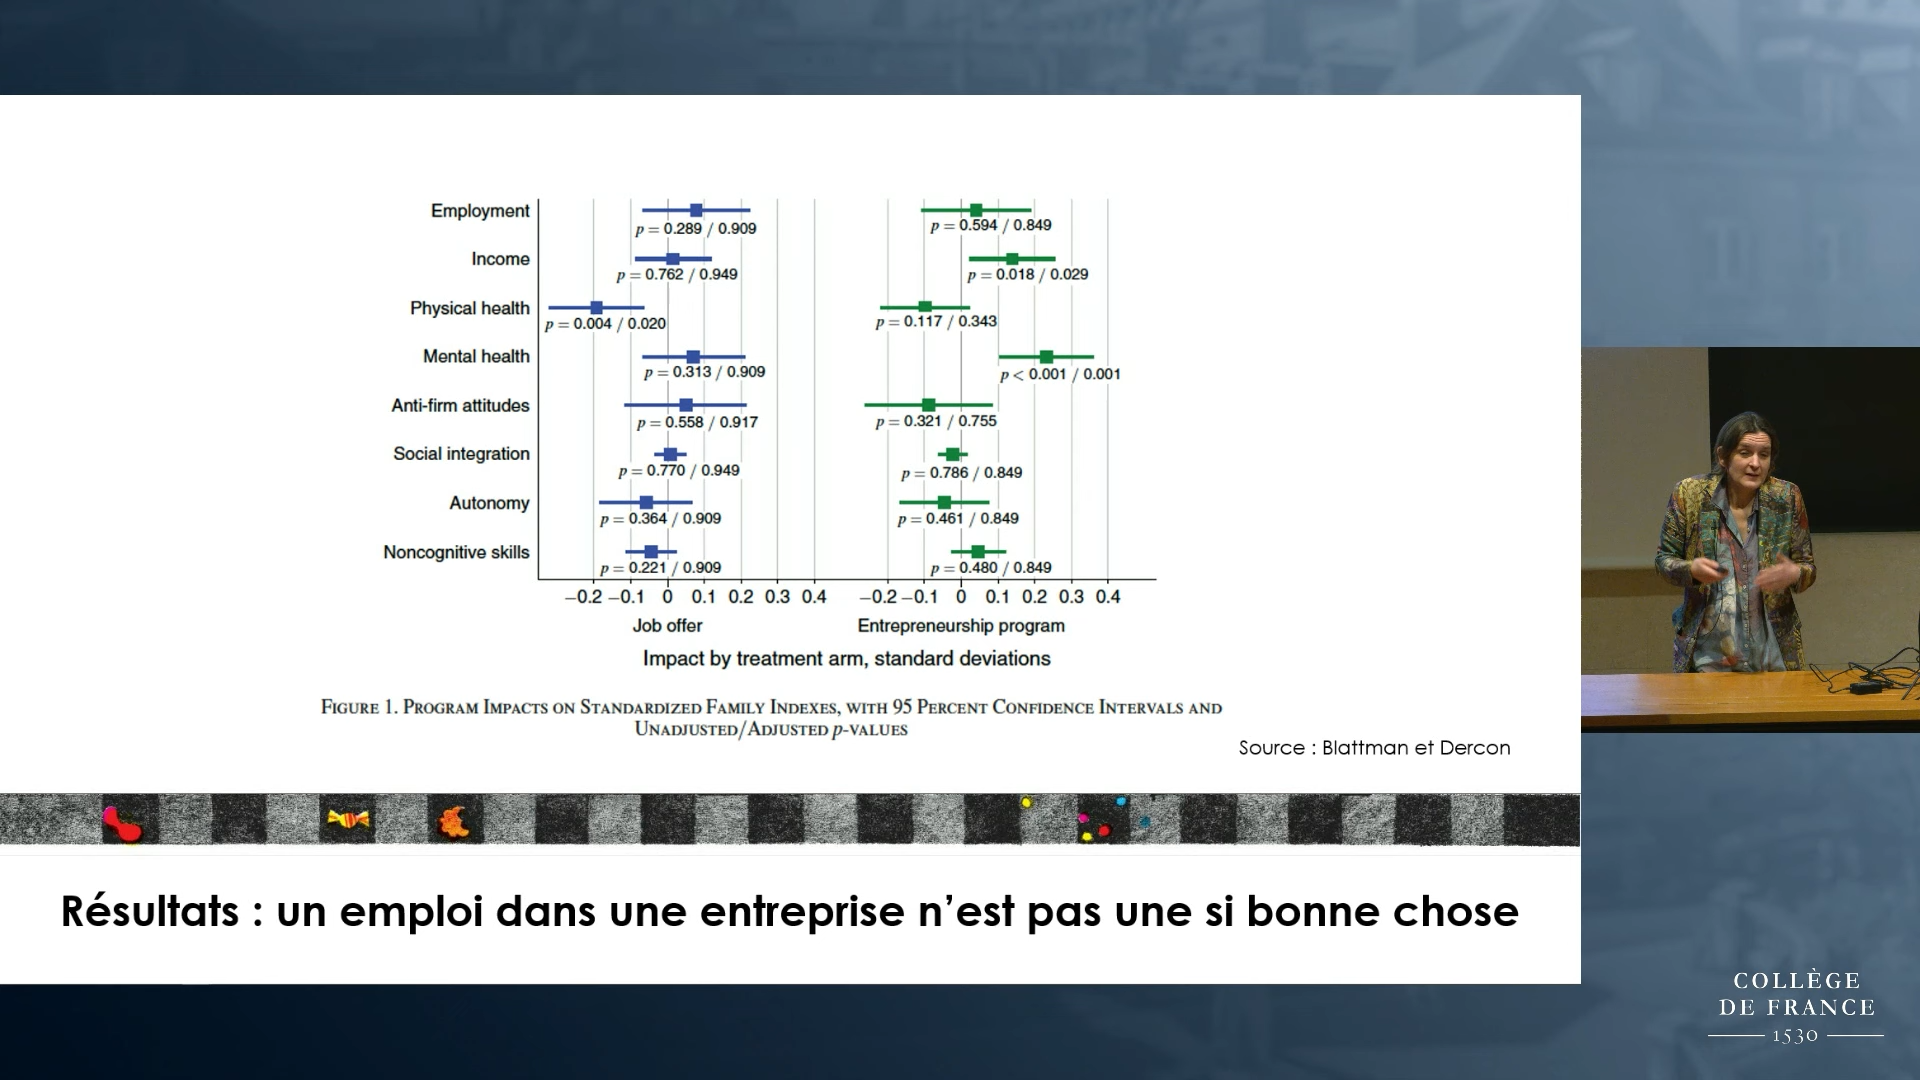 Employment
p = 0.289 / 0.909
p = 0.594 / 0.849
Income
p = 0.762 / 0.949
p = 0.018 / 0.029
Physical health
p = 0.004 / 0.020
p = 0.117 / 0.343
Mental health
p = 0.313 / 0.909
p < 0.001 / 0.001
Anti-firm attitudes
p = 0.558 / 0.917
p = 0.321 / 0.755
Social integration
p = 0.770 / 0.949
p = 0.786 / 0.849
Autonomy
p = 0.364 / 0.909
p = 0.461 / 0.849
Noncognitive skills
p = 0.221 / 0.909
p = 0.480 / 0.849
−0.2 −0.1 0 0.1 0.2 0.3 0.4 −0.2 −0.1 0 0.1 0.2 0.3 0.4
Job offer Entrepreneurship program
Impact by treatment arm, standard deviations
FIGURE 1. PROGRAM IMPACTS ON STANDARDIZED FAMILY INDEXES, WITH 95 PERCENT CONFIDENCE INTERVALS AND
UNADJUSTED/ADJUSTED p-VALUES
Source : Blattman et Dercon
Résultats : un emploi dans une entreprise n’est pas une si bonne chose
COLLÈGE
DE FRANCE
1530